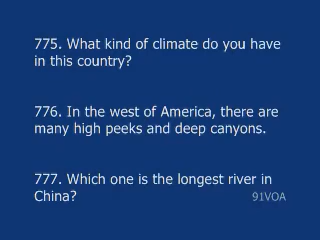 775. What kind of climate do you have
in this country?
776. In the west of America, there are
many high peeks and deep canyons.
777. Which one is the longest river in
China?
91VOA